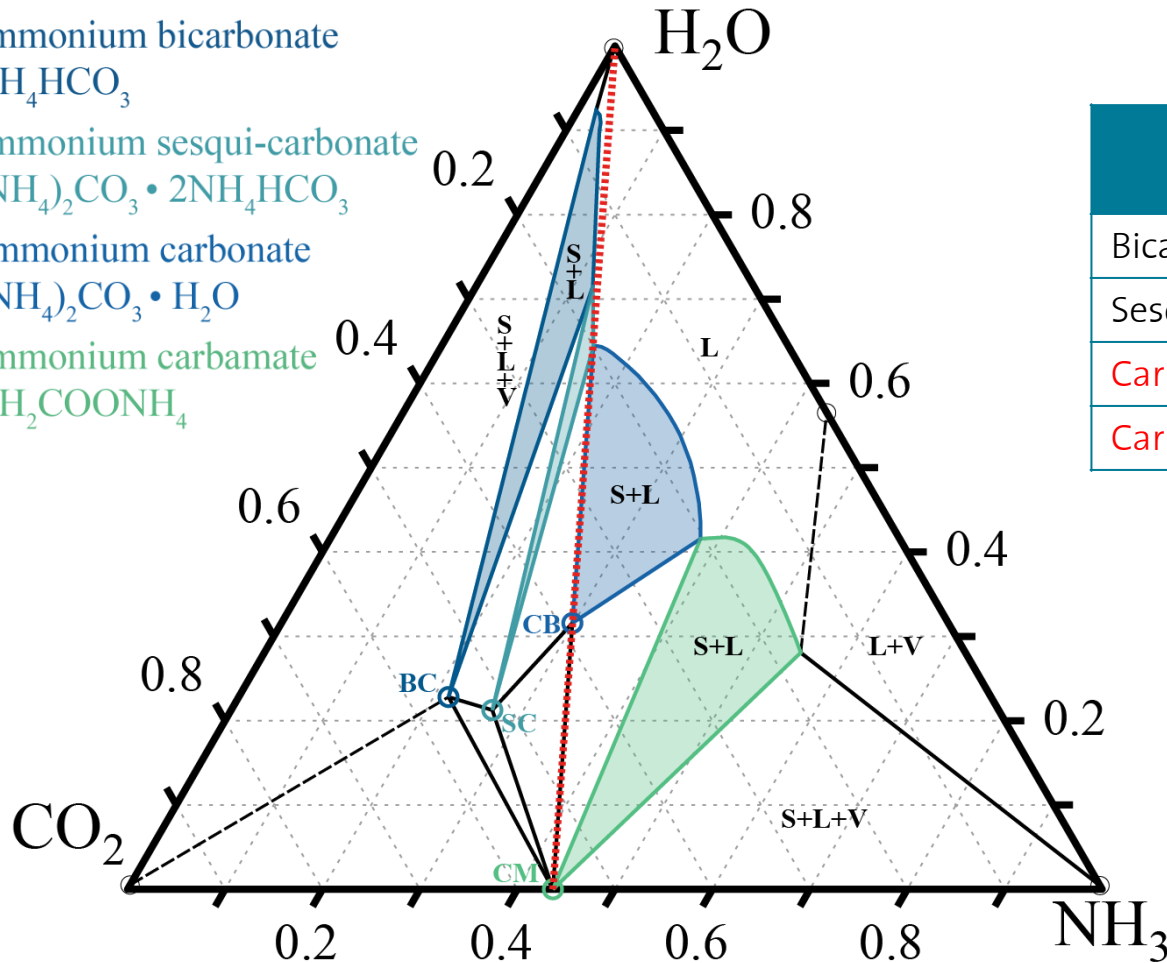 mmonium bicarbonate
H₄HCO₃
mmonium sesqui-carbonate
NH₄)₂CO₃ • 2NH₄HCO₃
mmonium carbonate
NH₄)₂CO₃ • H₂O
mmonium carbamate
H₂COONH₄
H₂O
0.2
0.4
0.6
0.8
0.8
0.6
0.4
0.2
S
+
L
S
+
L
+
V
L
S+L
CB
S+L
L+V
BC
SC
S+L+V
CM
CO₂
NH₃
0.2
0.4
0.6
0.8
Bica
Sesq
Car
Car